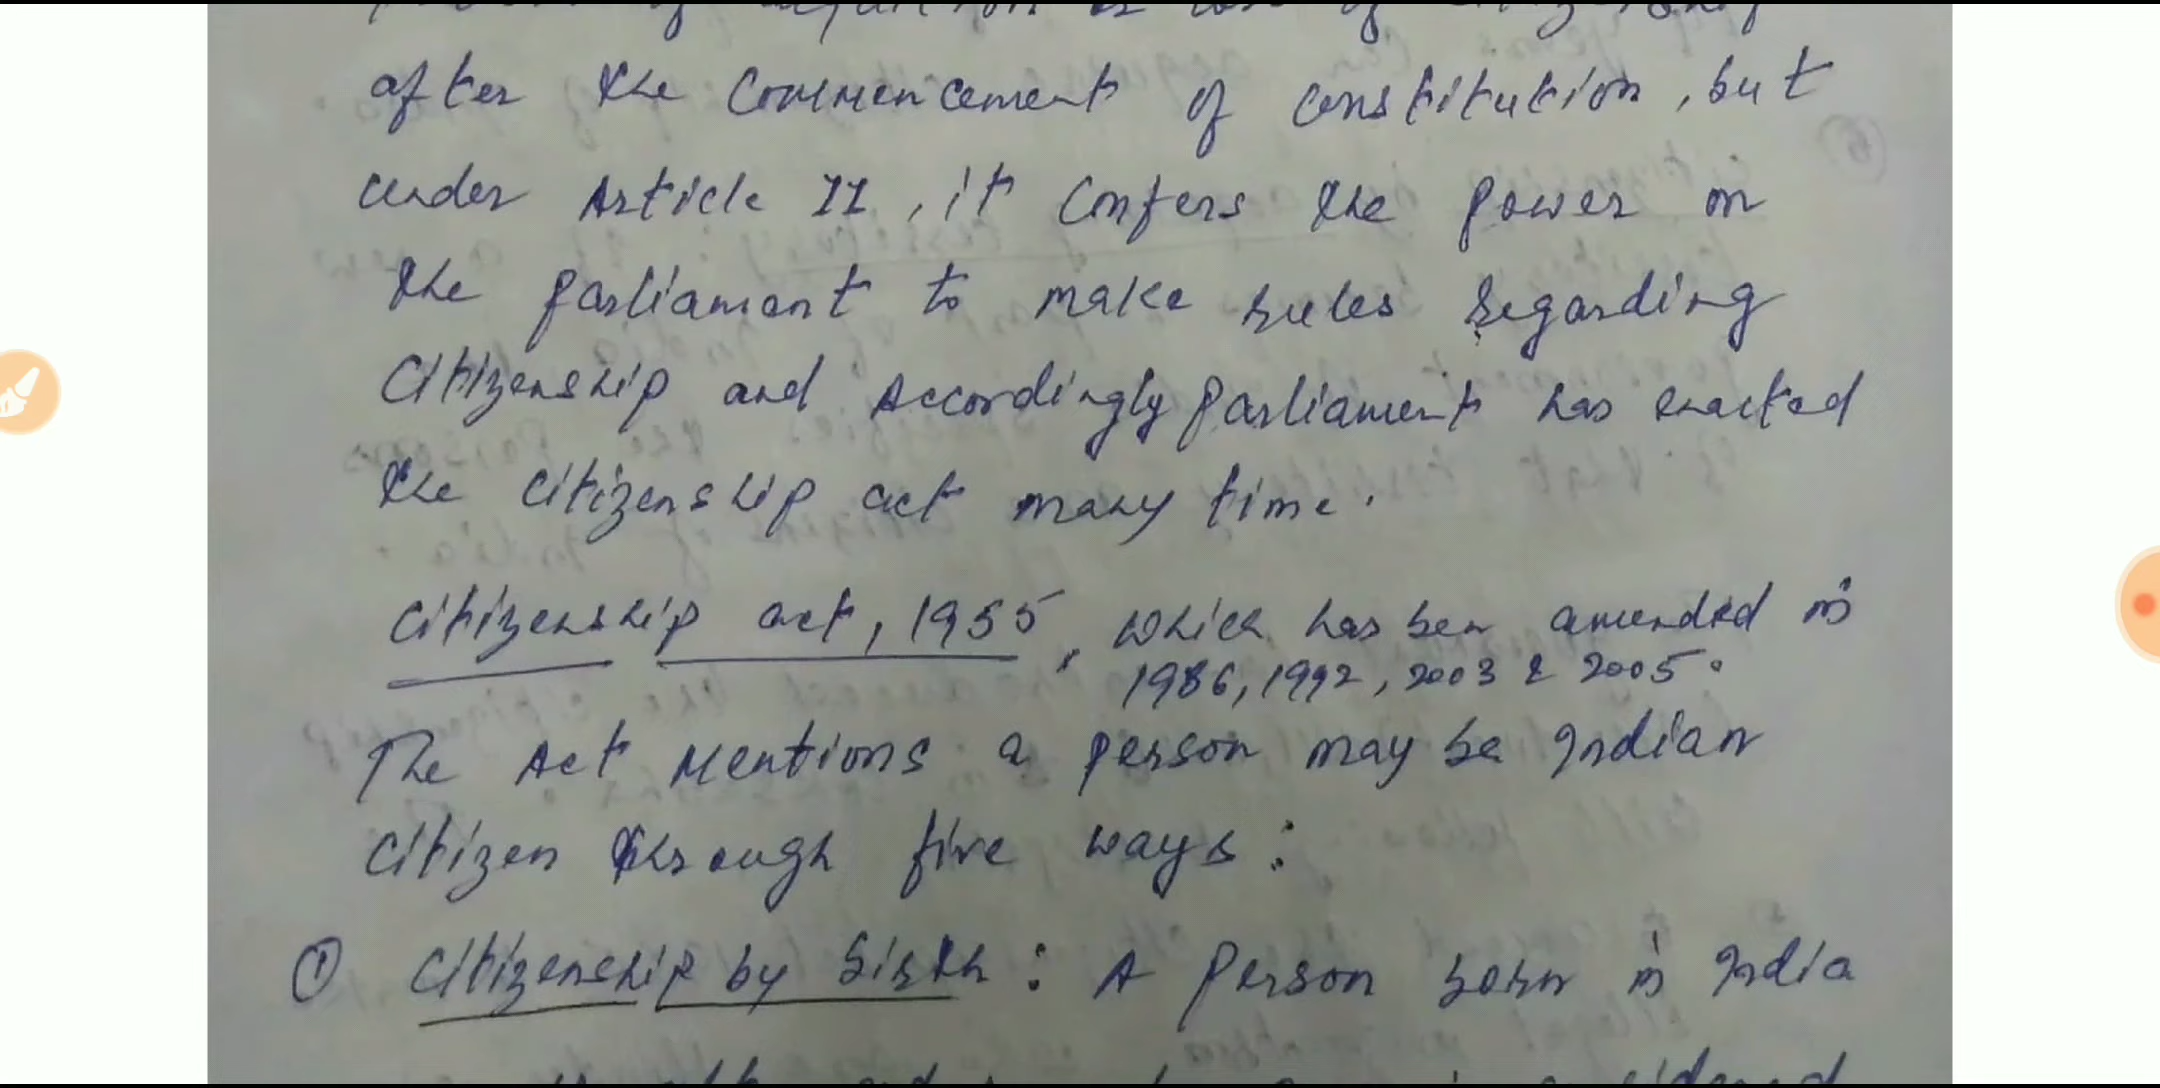 of citizenship
after the Commencement of constitution, but
under Article 11, it confers the power on
the parliament to make rules regarding
Citizenship and Accordingly parliament has enacted
the citizenship act many time.
Citizenship act, 1955, which has been amended in
1986, 1992, 2003 & 2005.
The Act Mentions a person may be Indian
citizen through five ways:
① Citizenship by birth: A Person born in India